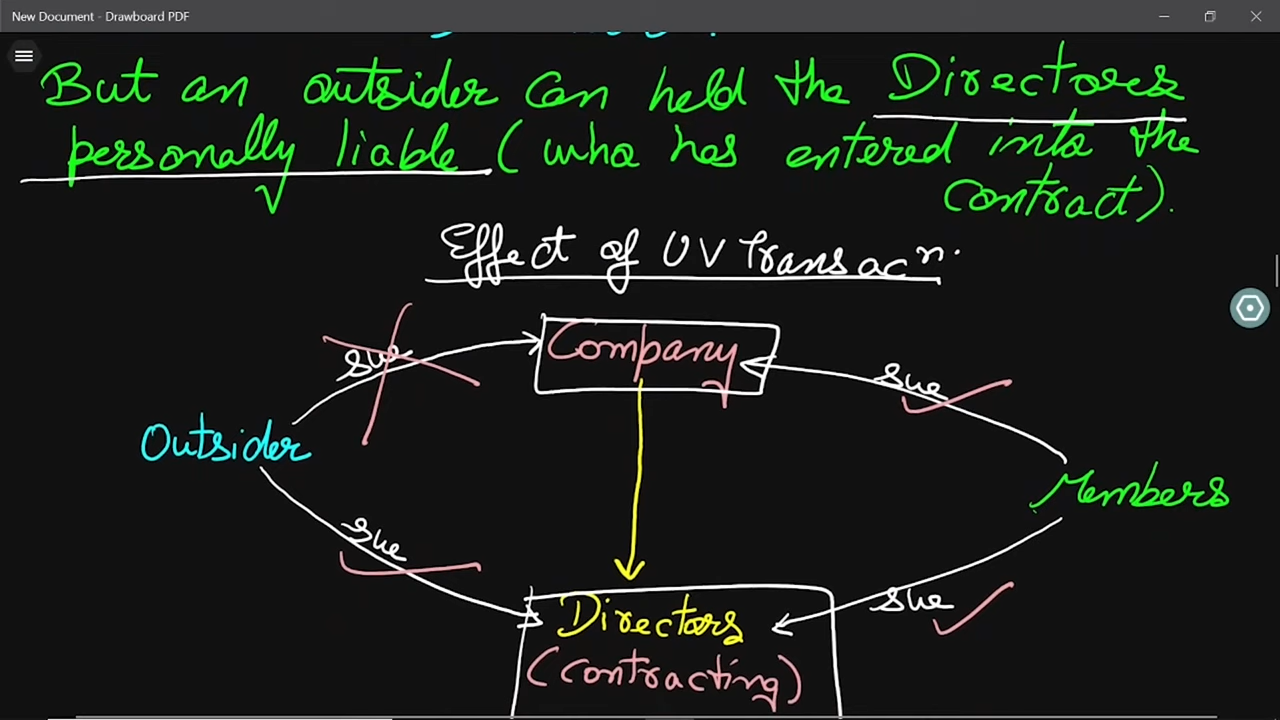 New Document - Drawboard PDF
But an outsider can held the Directores
personally liable (who has entered into the
contract).
Effect of UV Transacⁿ.
Company
sue
sue
Outsider
Members
sue
sue
Directors
(contracting)